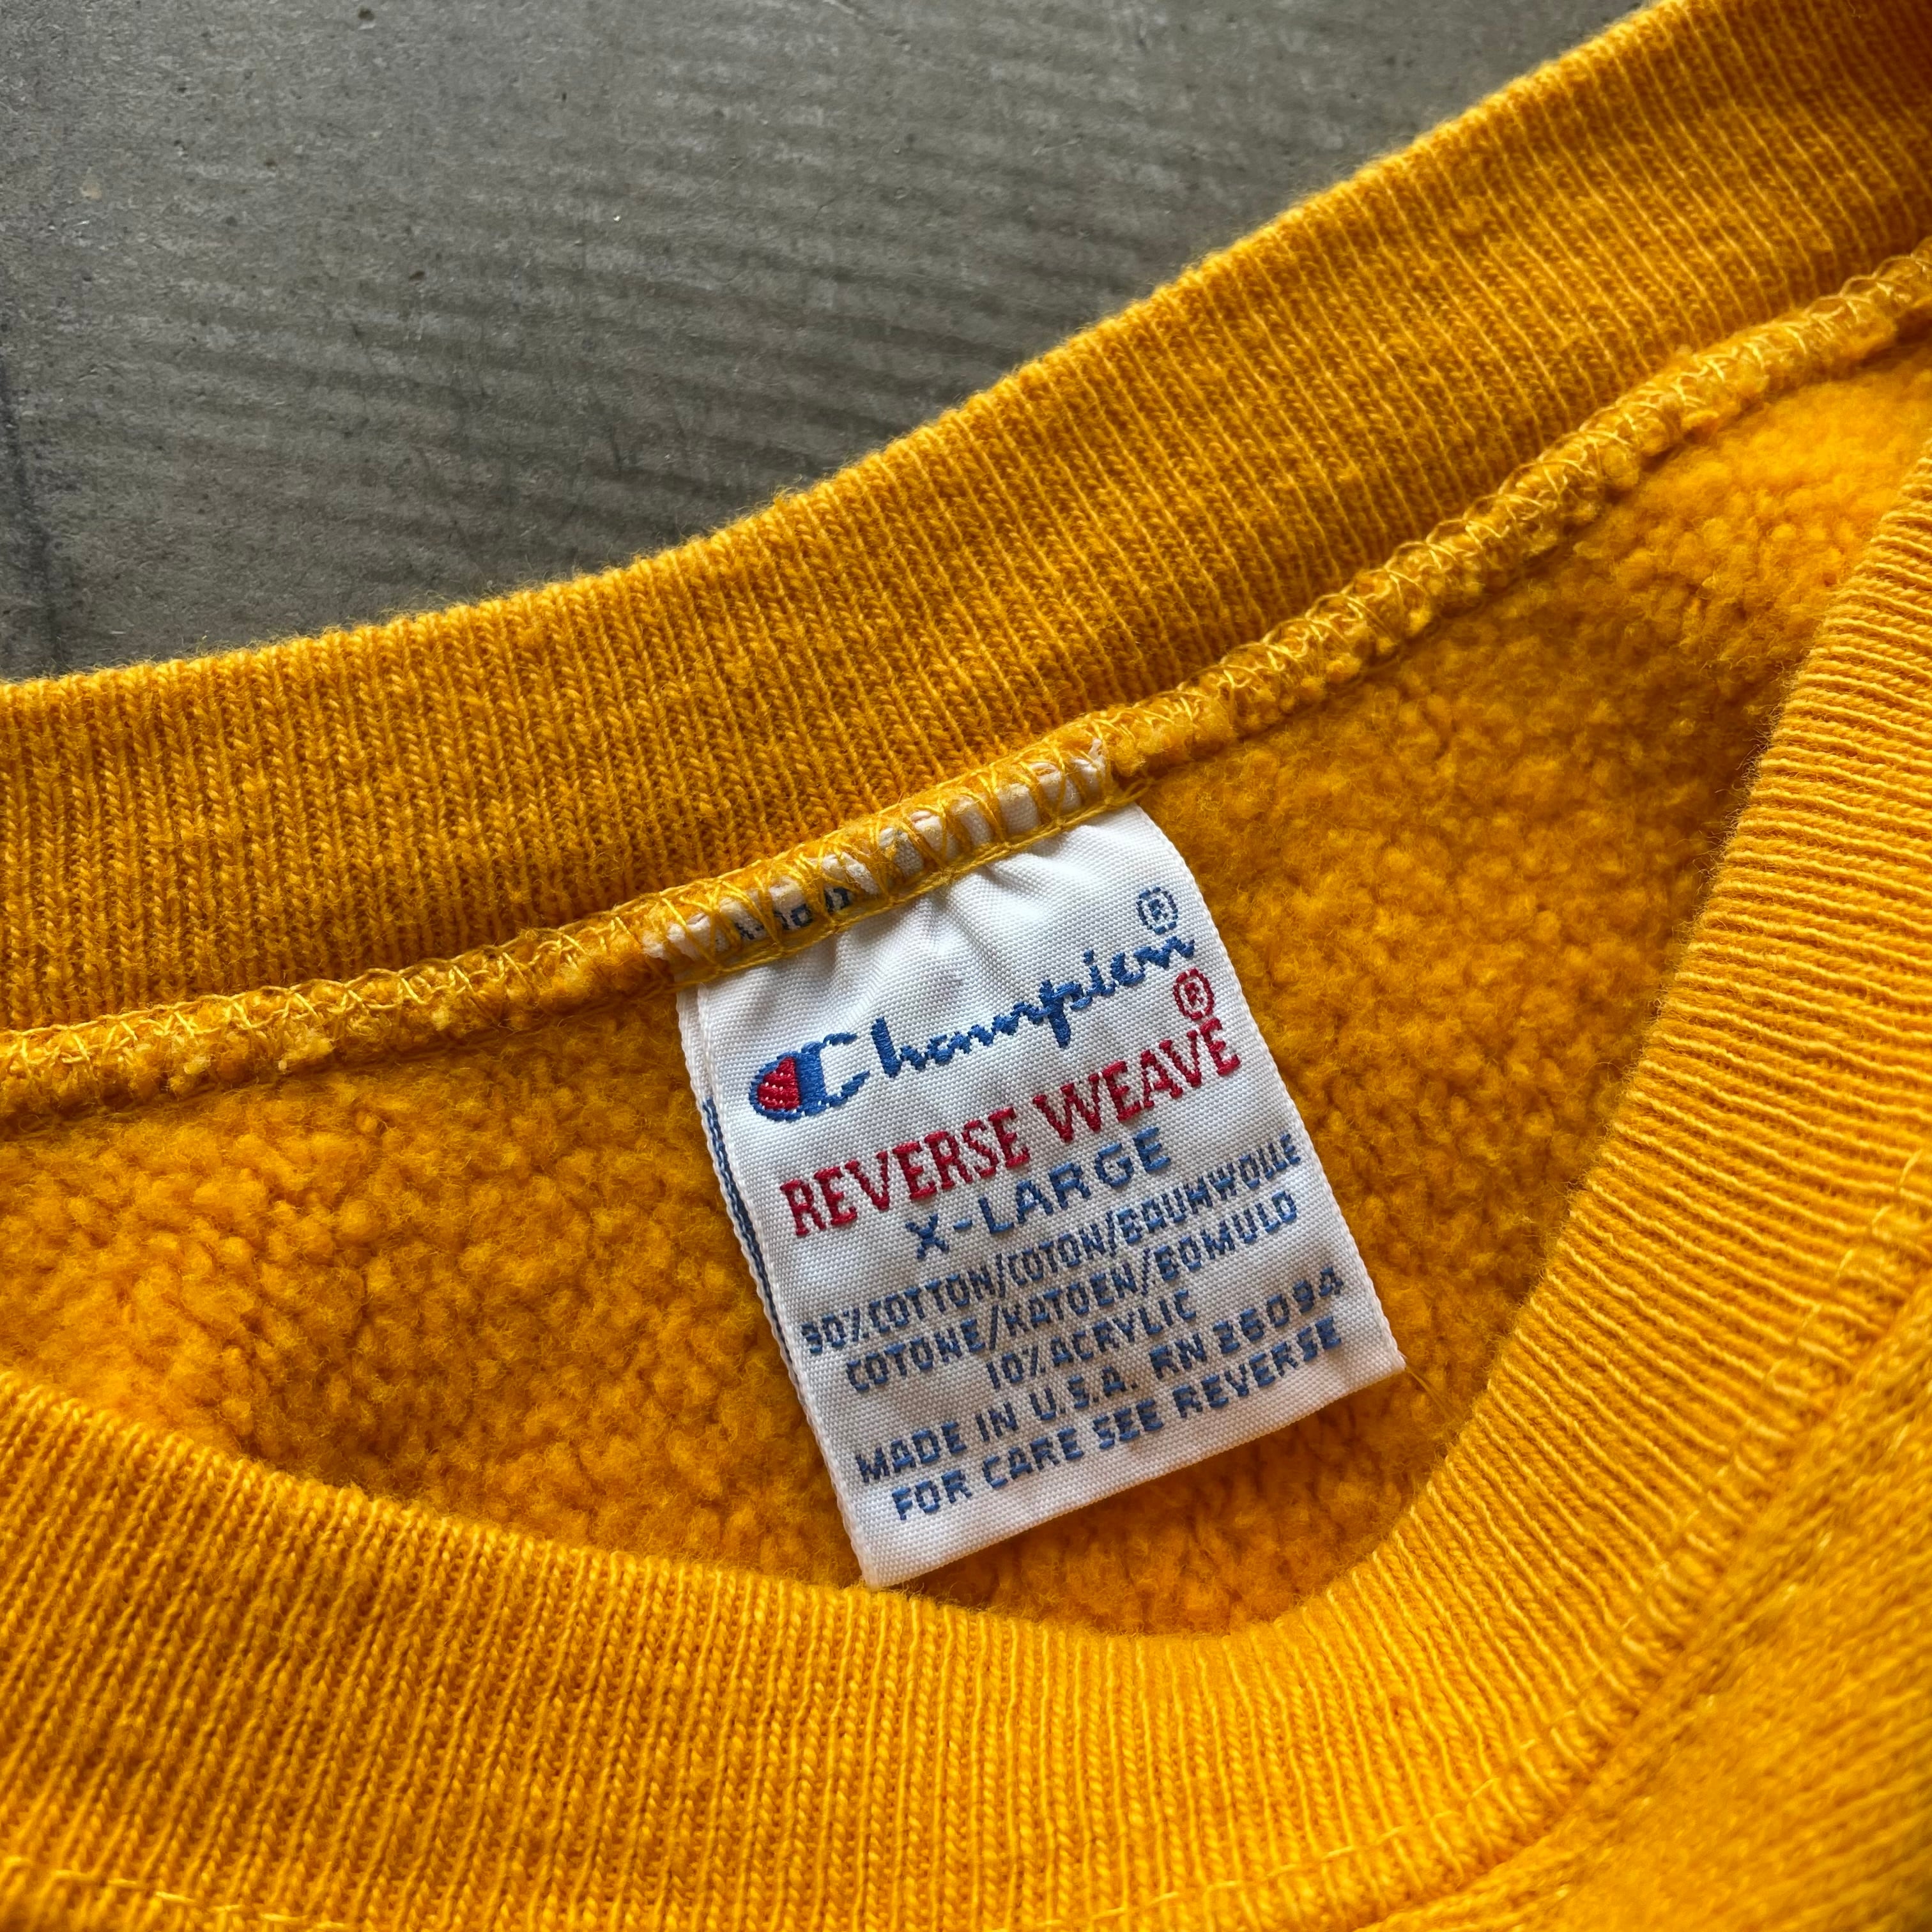 Champion®
REVERSE WEAVE®
X-LARGE
90% COTTON/COTON/BAUMWOLLE
COTONE/KATOEN/BOMULD
10% ACRYLIC
MADE IN U.S.A. RN 26094
FOR CARE SEE REVERSE